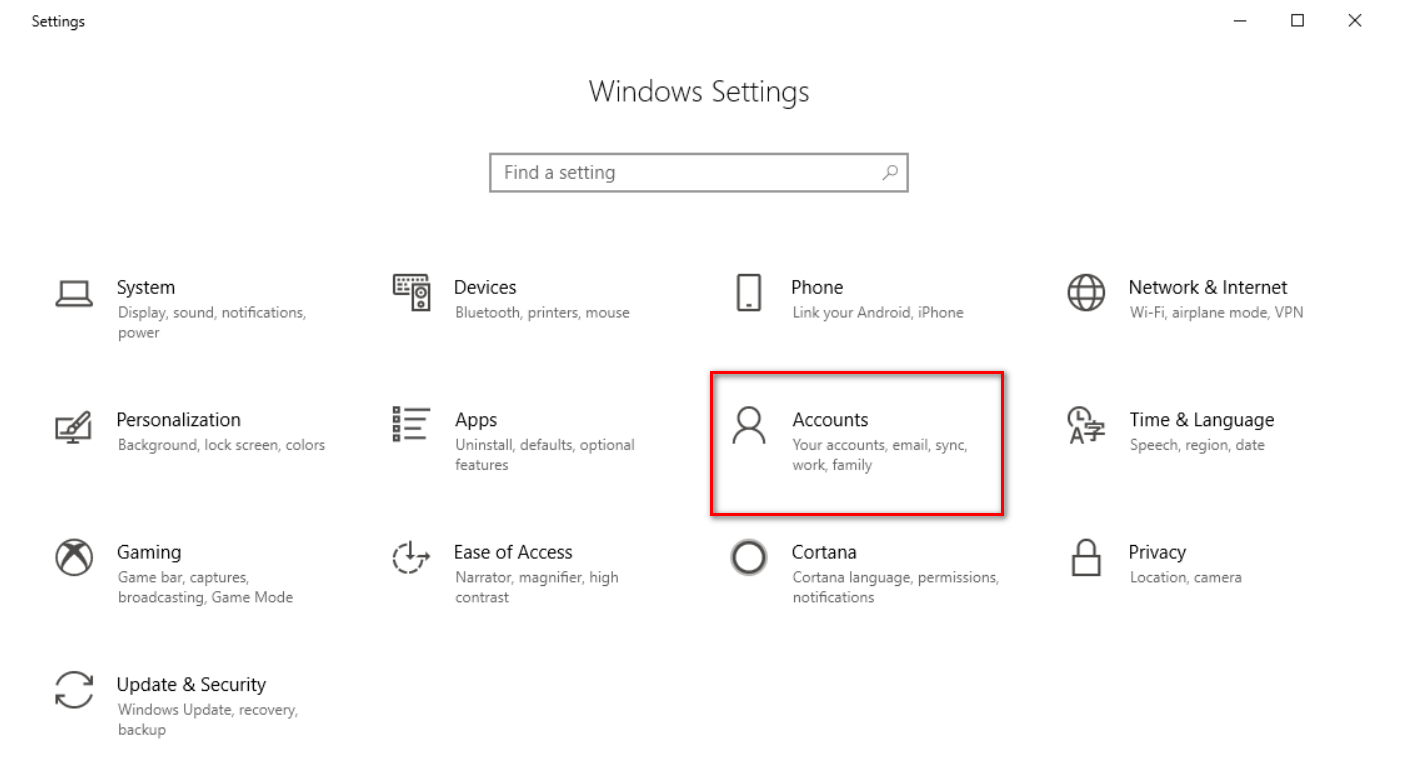 Settings
Windows Settings
Find a setting
System
Display, sound, notifications,
power
Devices
Bluetooth, printers, mouse
Phone
Link your Android, iPhone
Network & Internet
Wi-Fi, airplane mode, VPN
Personalization
Background, lock screen, colors
Apps
Uninstall, defaults, optional
features
Accounts
Your accounts, email, sync,
work, family
Time & Language
Speech, region, date
Gaming
Game bar, captures,
broadcasting, Game Mode
Ease of Access
Narrator, magnifier, high
contrast
Cortana
Cortana language, permissions,
notifications
Privacy
Location, camera
Update & Security
Windows Update, recovery,
backup